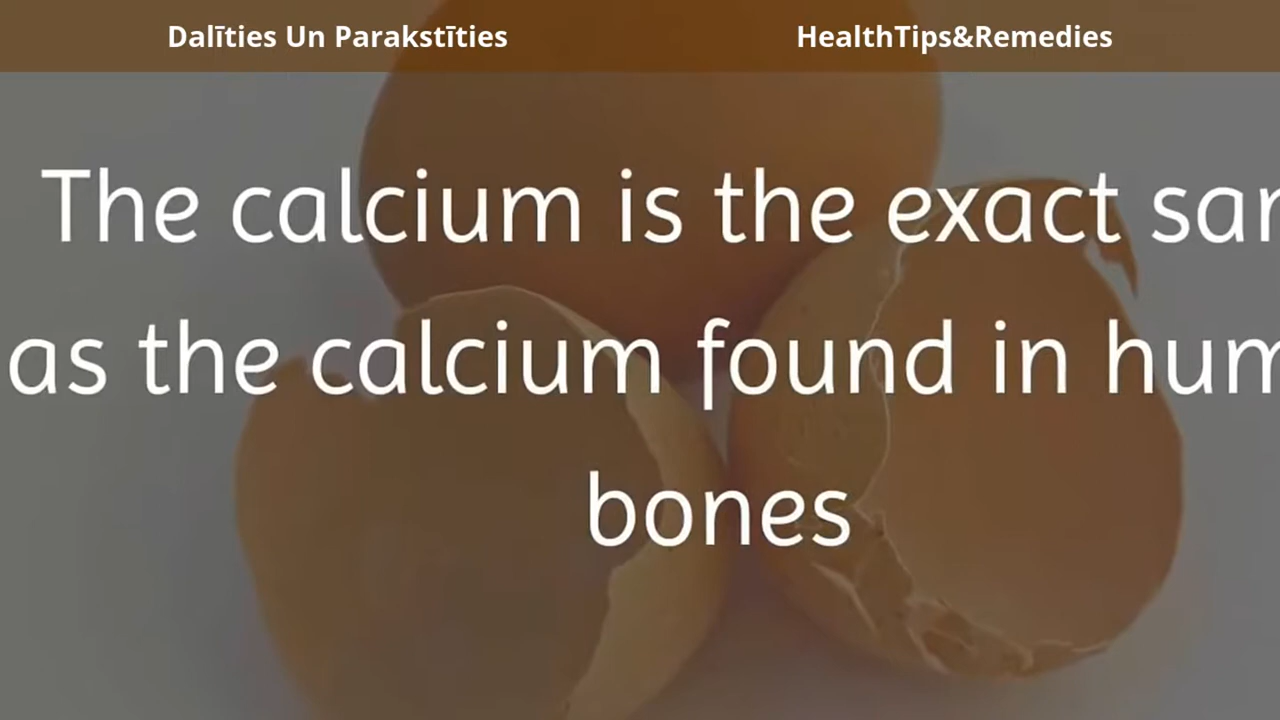 Dalīties Un Parakstīties
HealthTips&Remedies
The calcium is the exact
as the calcium found in
bones